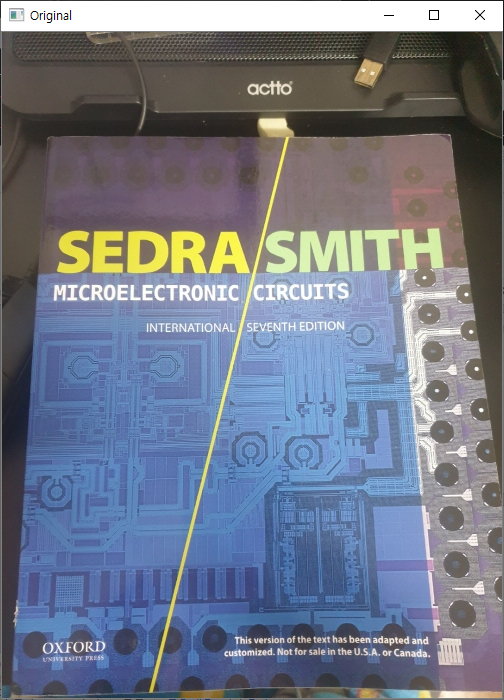 Original
actto
SEDRA SMITH
MICROELECTRONIC CIRCUITS
INTERNATIONAL SEVENTH EDITION
OXFORD
UNIVERSITY PRESS
This version of the text has been adapted and
customized. Not for sale in the U.S.A. or Canada.